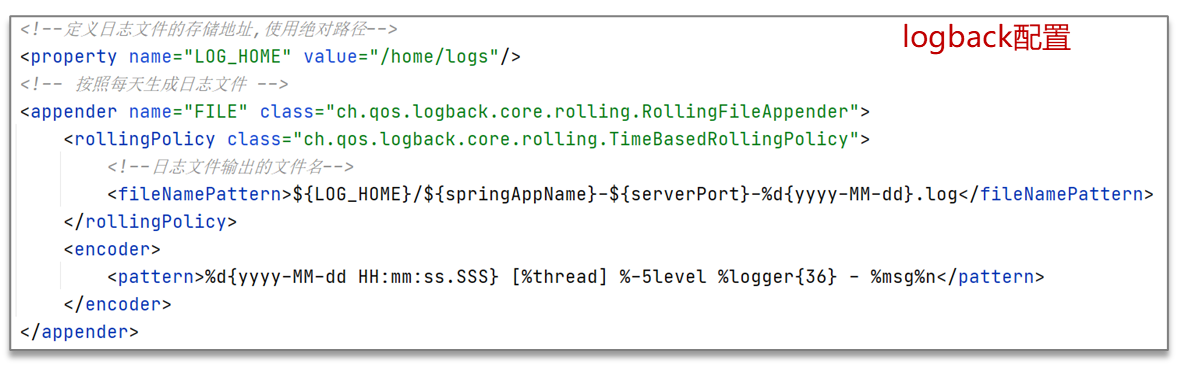 <!--定义日志文件的存储地址,使用绝对路径-->
logback配置
<property name="LOG_HOME" value="/home/logs"/>
<!-- 按照每天生成日志文件 -->
<appender name="FILE" class="ch.qos.logback.core.rolling.RollingFileAppender">
    <rollingPolicy class="ch.qos.logback.core.rolling.TimeBasedRollingPolicy">
        <!--日志文件输出的文件名-->
        <fileNamePattern>${LOG_HOME}/${springAppName}-${serverPort}-%d{yyyy-MM-dd}.log</fileNamePattern>
    </rollingPolicy>
    <encoder>
        <pattern>%d{yyyy-MM-dd HH:mm:ss.SSS} [%thread] %-5level %logger{36} - %msg%n</pattern>
    </encoder>
</appender>